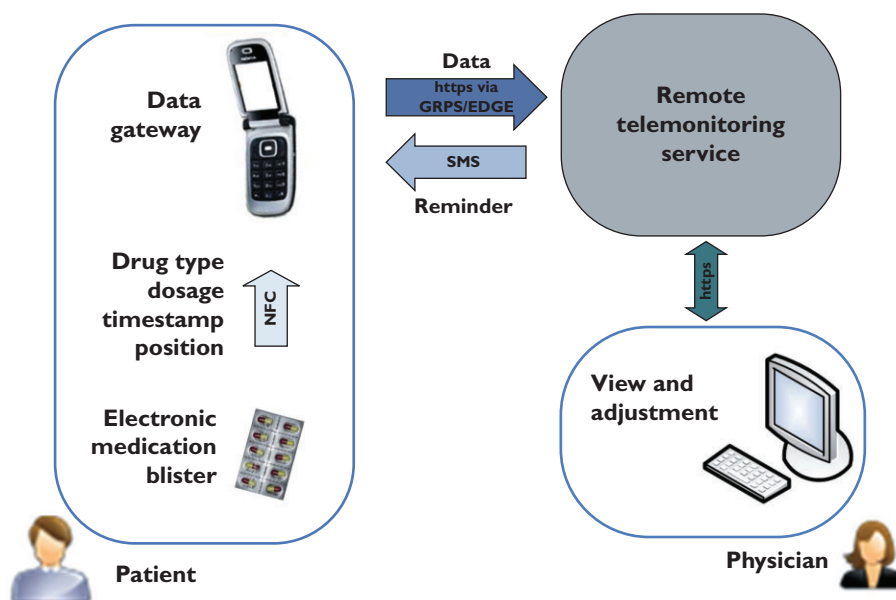 Data
gateway
Drug type
dosage
timestamp
position
NFC
Electronic
medication
blister
Patient
Data
https via
GRPS/EDGE
SMS
Reminder
Remote
telemonitoring
service
https
View and
adjustment
Physician